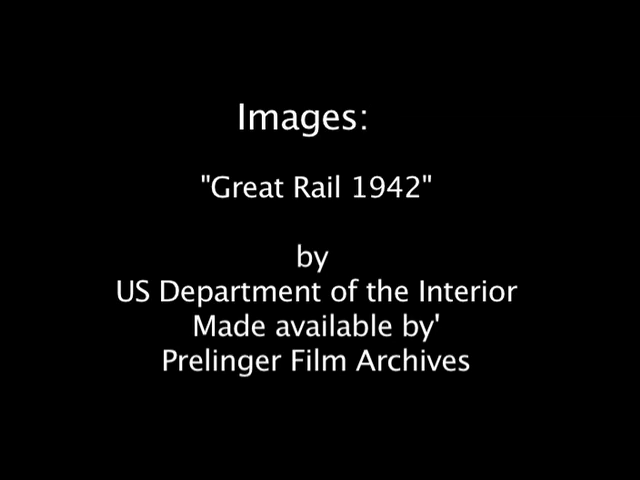 Images:
"Great Rail 1942"
by
US Department of the Interior
Made available by'
Prelinger Film Archives